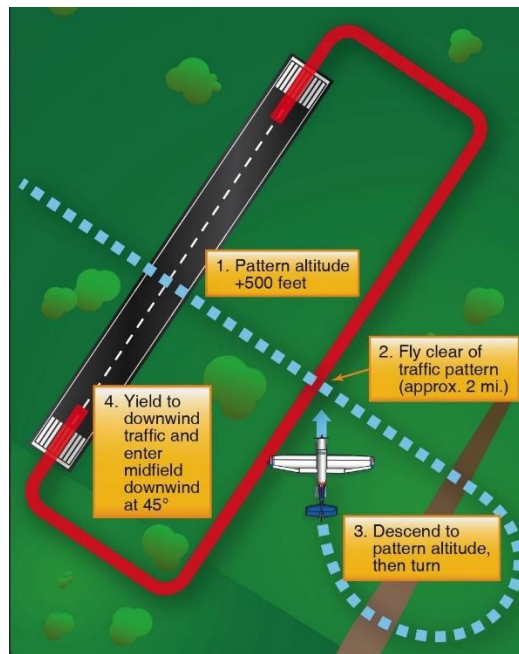 1. Pattern altitude
+500 feet
2. Fly clear of
traffic pattern
(approx. 2 mi.)
3. Descend to
pattern altitude,
then turn
4. Yield to
downwind
traffic and
enter
midfield
downwind
at 45°